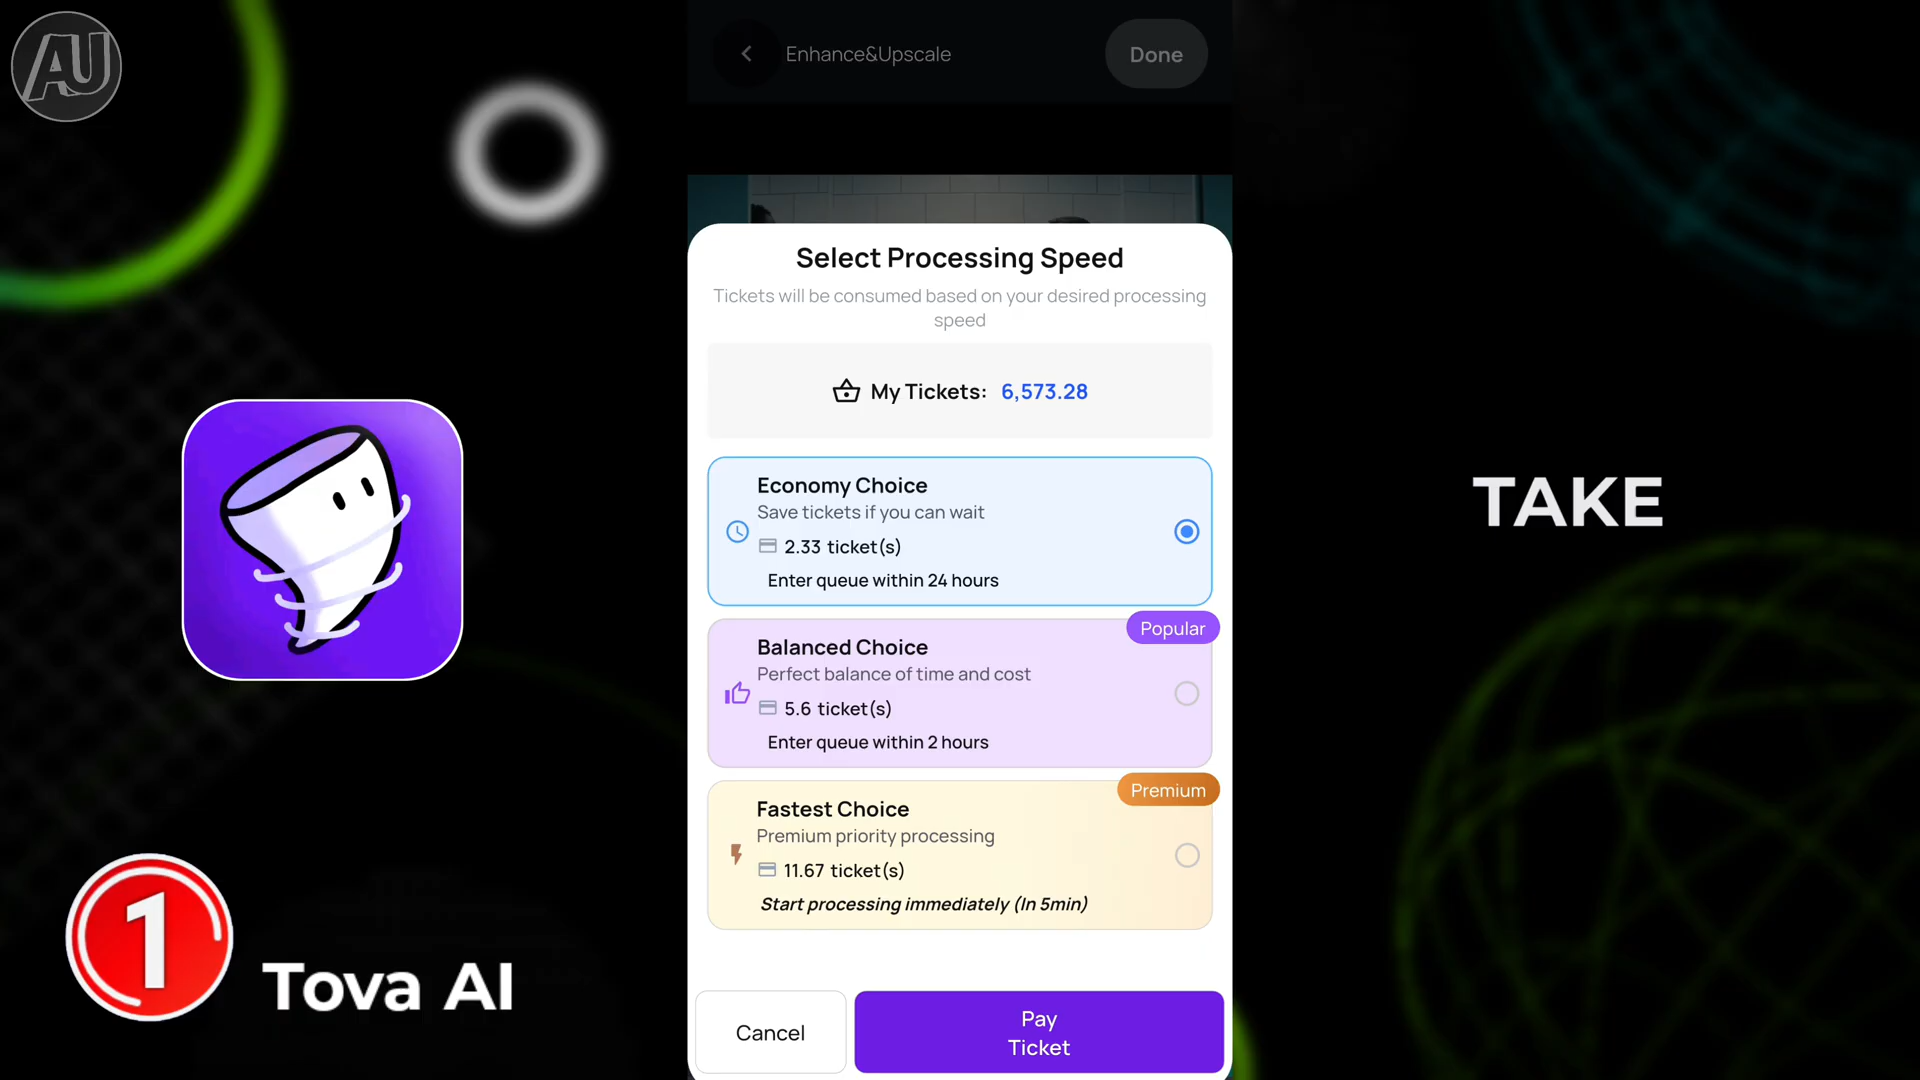 AU
Enhance&Upscale
Done
Select Processing Speed
Tickets will be consumed based on your desired processing
speed
My Tickets: 6,573.28
Economy Choice
Save tickets if you can wait
2.33 ticket(s)
Enter queue within 24 hours
Popular
Balanced Choice
Perfect balance of time and cost
5.6 ticket(s)
Enter queue within 2 hours
Premium
Fastest Choice
Premium priority processing
11.67 ticket(s)
Start processing immediately (In 5min)
Cancel
Pay
Ticket
TAKE
1
Tova AI